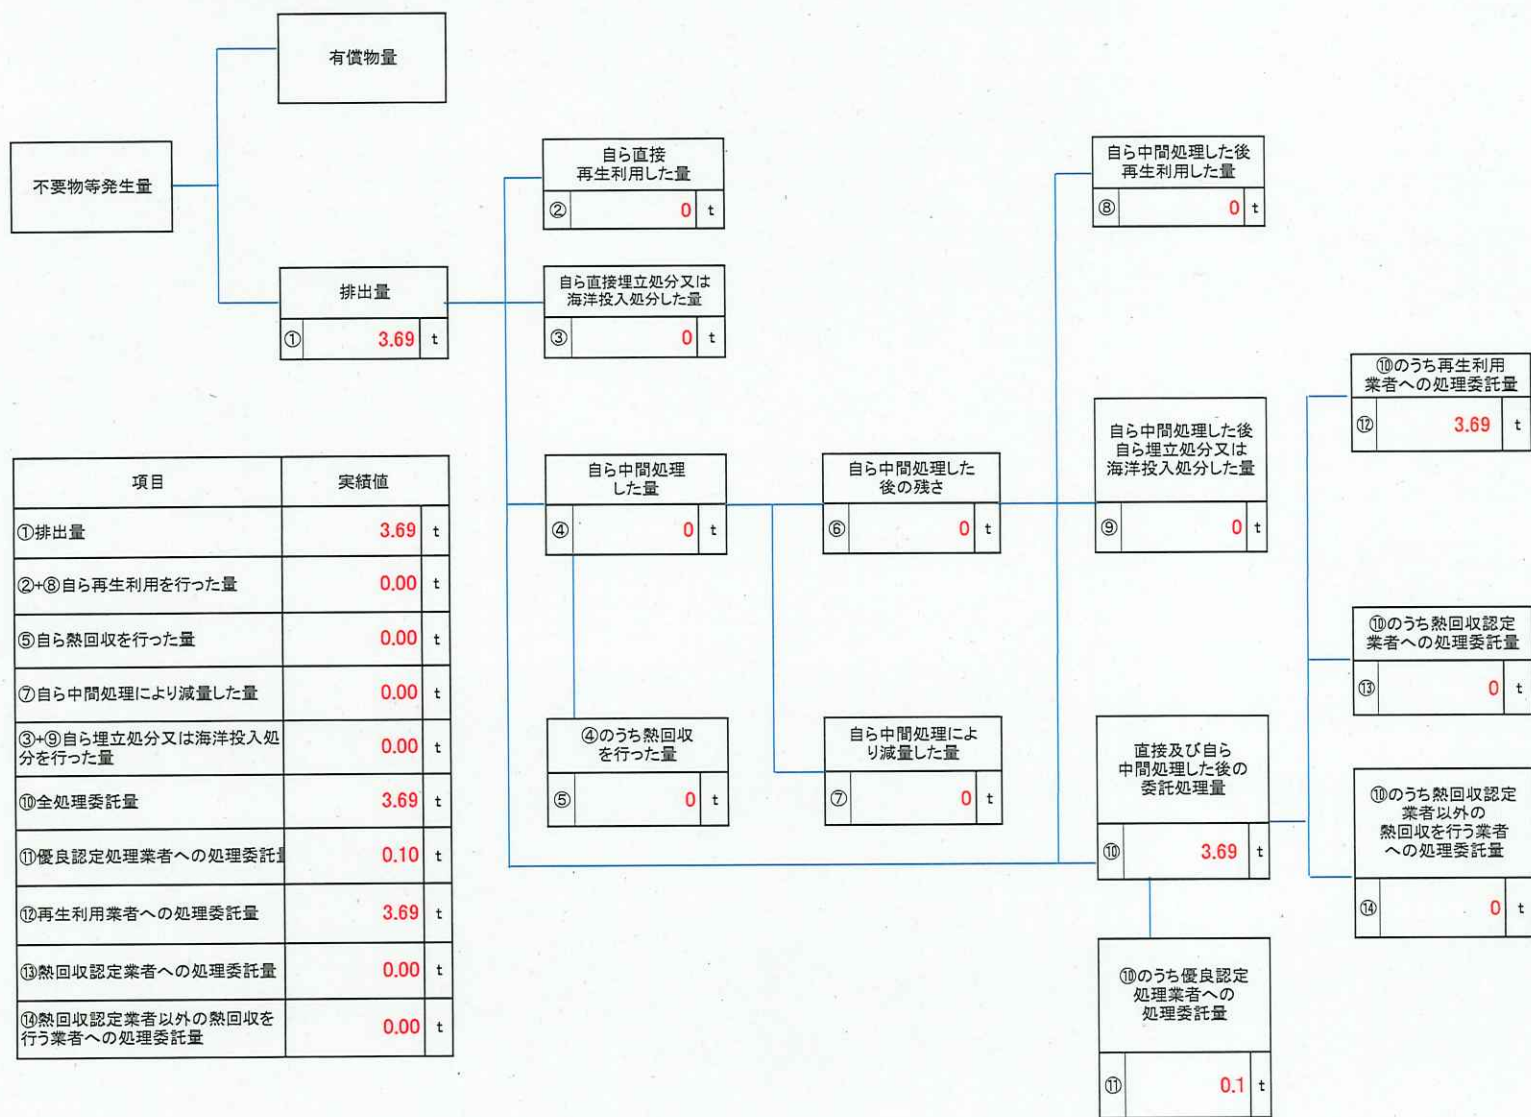 有償物量
不要物等発生量
排出量
① 3.69 t
自ら直接
再生利用した量
② 0 t
自ら直接埋立処分又は
海洋投入処分した量
③ 0 t
自ら中間処理
した量
④ 0 t
④のうち熱回収
を行った量
⑤ 0 t
自ら中間処理した
後の残さ
⑥ 0 t
自ら中間処理によ
り減量した量
⑦ 0 t
自ら中間処理した後
再生利用した量
⑧ 0 t
自ら中間処理した後
自ら埋立処分又は
海洋投入処分した量
⑨ 0 t
直接及び自ら
中間処理した後の
委託処理量
⑩ 3.69 t
⑩のうち優良認定
処理業者への
処理委託量
⑪ 0.1 t
⑩のうち再生利用
業者への処理委託量
⑫ 3.69 t
⑩のうち熱回収認定
業者への処理委託量
⑬ 0 t
⑩のうち熱回収認定
業者以外の
熱回収を行う業者
への処理委託量
⑭ 0 t
項目 実績値
①排出量 3.69 t
②+⑧自ら再生利用を行った量 0.00 t
⑤自ら熱回収を行った量 0.00 t
⑦自ら中間処理により減量した量 0.00 t
③+⑨自ら埋立処分又は海洋投入処
分を行った量 0.00 t
⑩全処理委託量 3.69 t
⑪優良認定処理業者への処理委託 0.10 t
⑫再生利用業者への処理委託量 3.69 t
⑬熱回収認定業者への処理委託量 0.00 t
⑭熱回収認定業者以外の熱回収を
行う業者への処理委託量 0.00 t